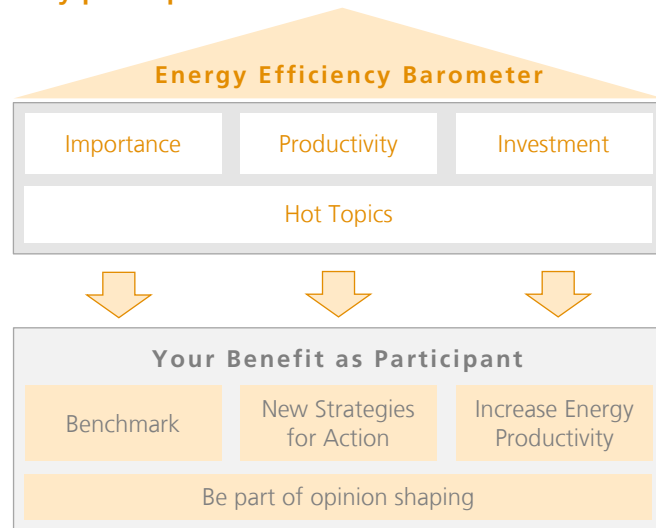 Energy Efficiency Barometer
Importance
Productivity
Investment
Hot Topics
Your Benefit as Participant
Benchmark
New Strategies
for Action
Increase Energy
Productivity
Be part of opinion shaping